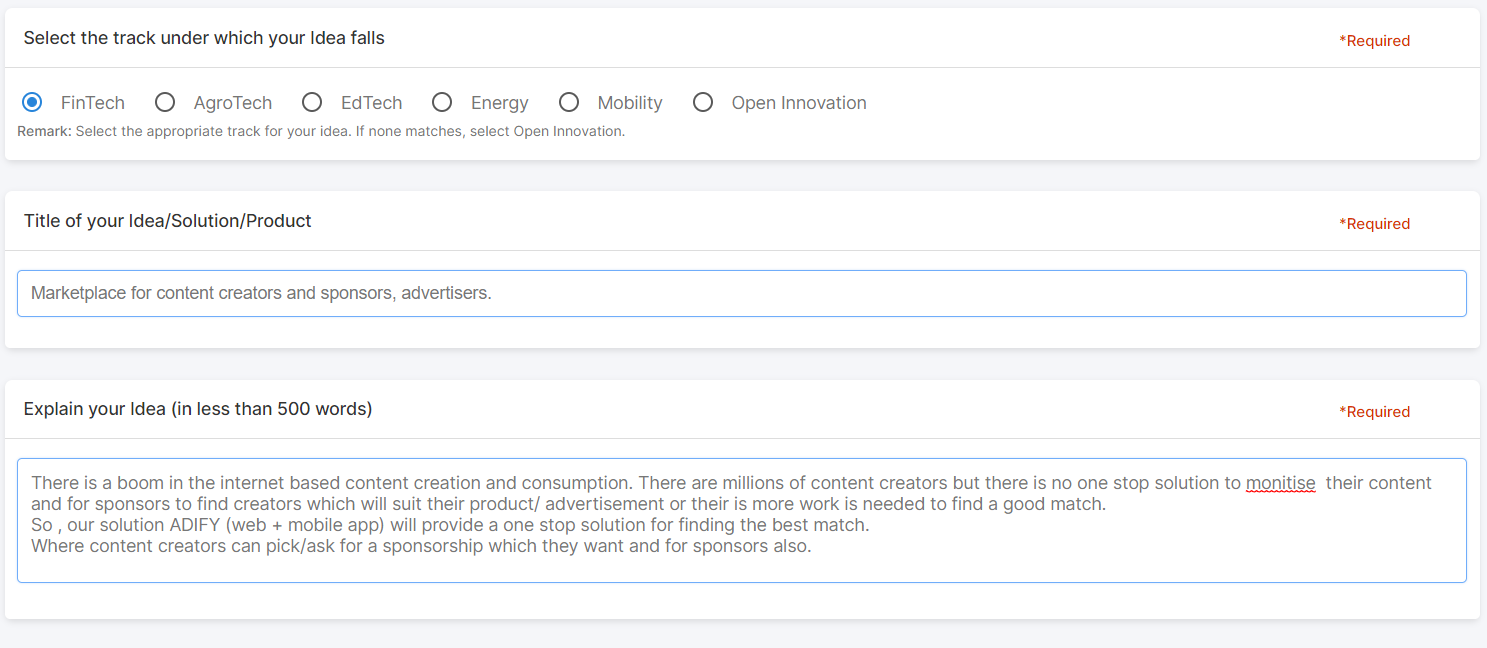 Select the track under which your Idea falls
*Required
FinTech AgroTech EdTech Energy Mobility Open Innovation
Remark: Select the appropriate track for your idea. If none matches, select Open Innovation.
Title of your Idea/Solution/Product
*Required
Marketplace for content creators and sponsors, advertisers.
Explain your Idea (in less than 500 words)
*Required
There is a boom in the internet based content creation and consumption. There are millions of content creators but there is no one stop solution to monitise  their content
and for sponsors to find creators which will suit their product/ advertisement or their is more work is needed to find a good match.
So , our solution ADIFY (web + mobile app) will provide a one stop solution for finding the best match.
Where content creators can pick/ask for a sponsorship which they want and for sponsors also.